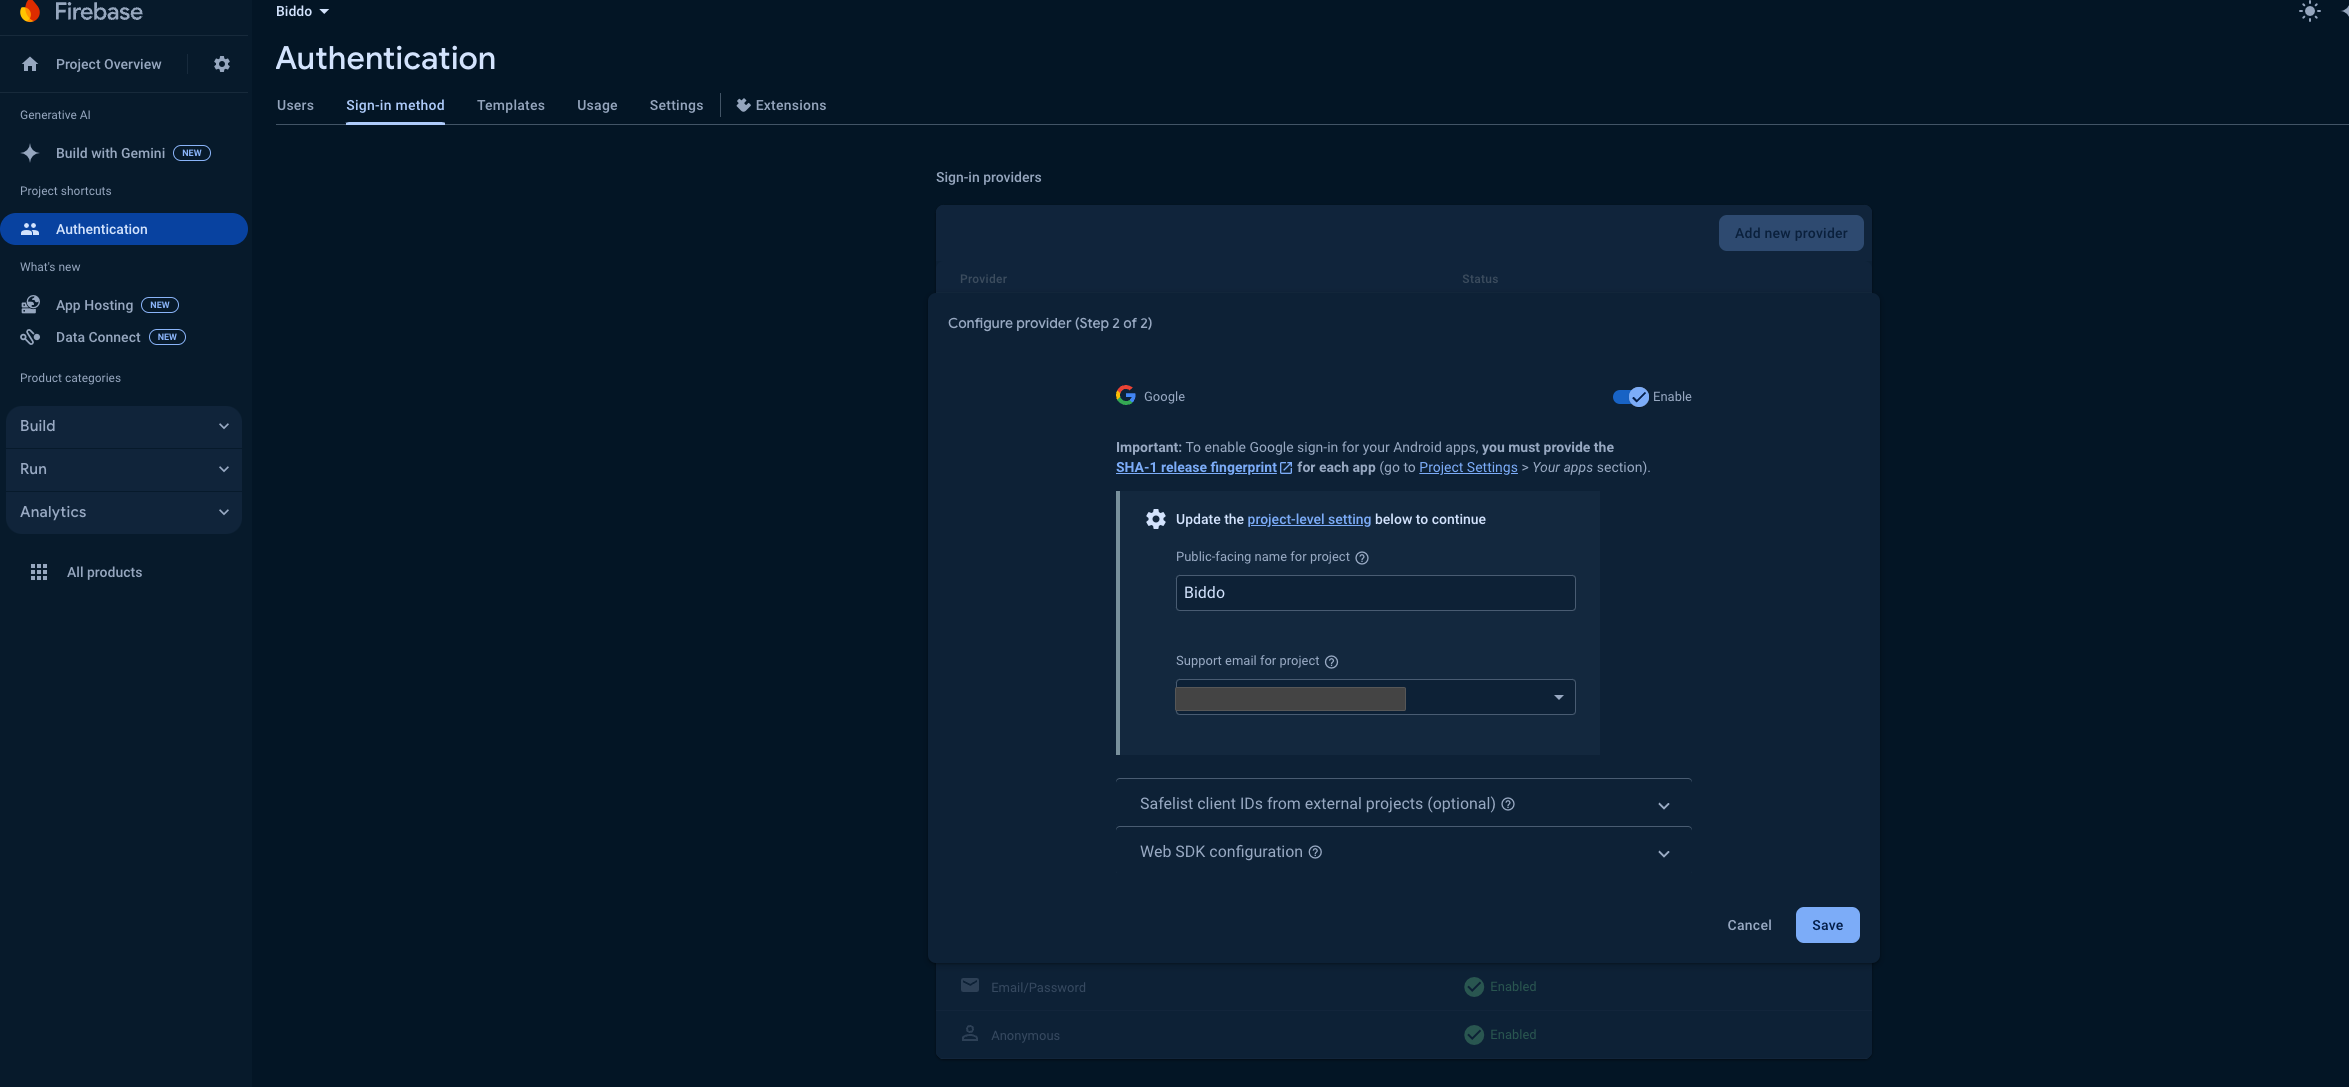 Firebase
Project Overview
Generative AI
Build with Gemini NEW
Project shortcuts
Authentication
What's new
App Hosting NEW
Data Connect NEW
Product categories
Build
Run
Analytics
All products
Biddo
Authentication
Users Sign-in method Templates Usage Settings Extensions
Sign-in providers
Add new provider
Provider Status
Configure provider (Step 2 of 2)
Google Enable
Important: To enable Google sign-in for your Android apps, you must provide the
SHA-1 release fingerprint for each app (go to Project Settings > Your apps section).
Update the project-level setting below to continue
Public-facing name for project
Biddo
Support email for project
Safelist client IDs from external projects (optional)
Web SDK configuration
Cancel Save
Email/Password Enabled
Anonymous Enabled